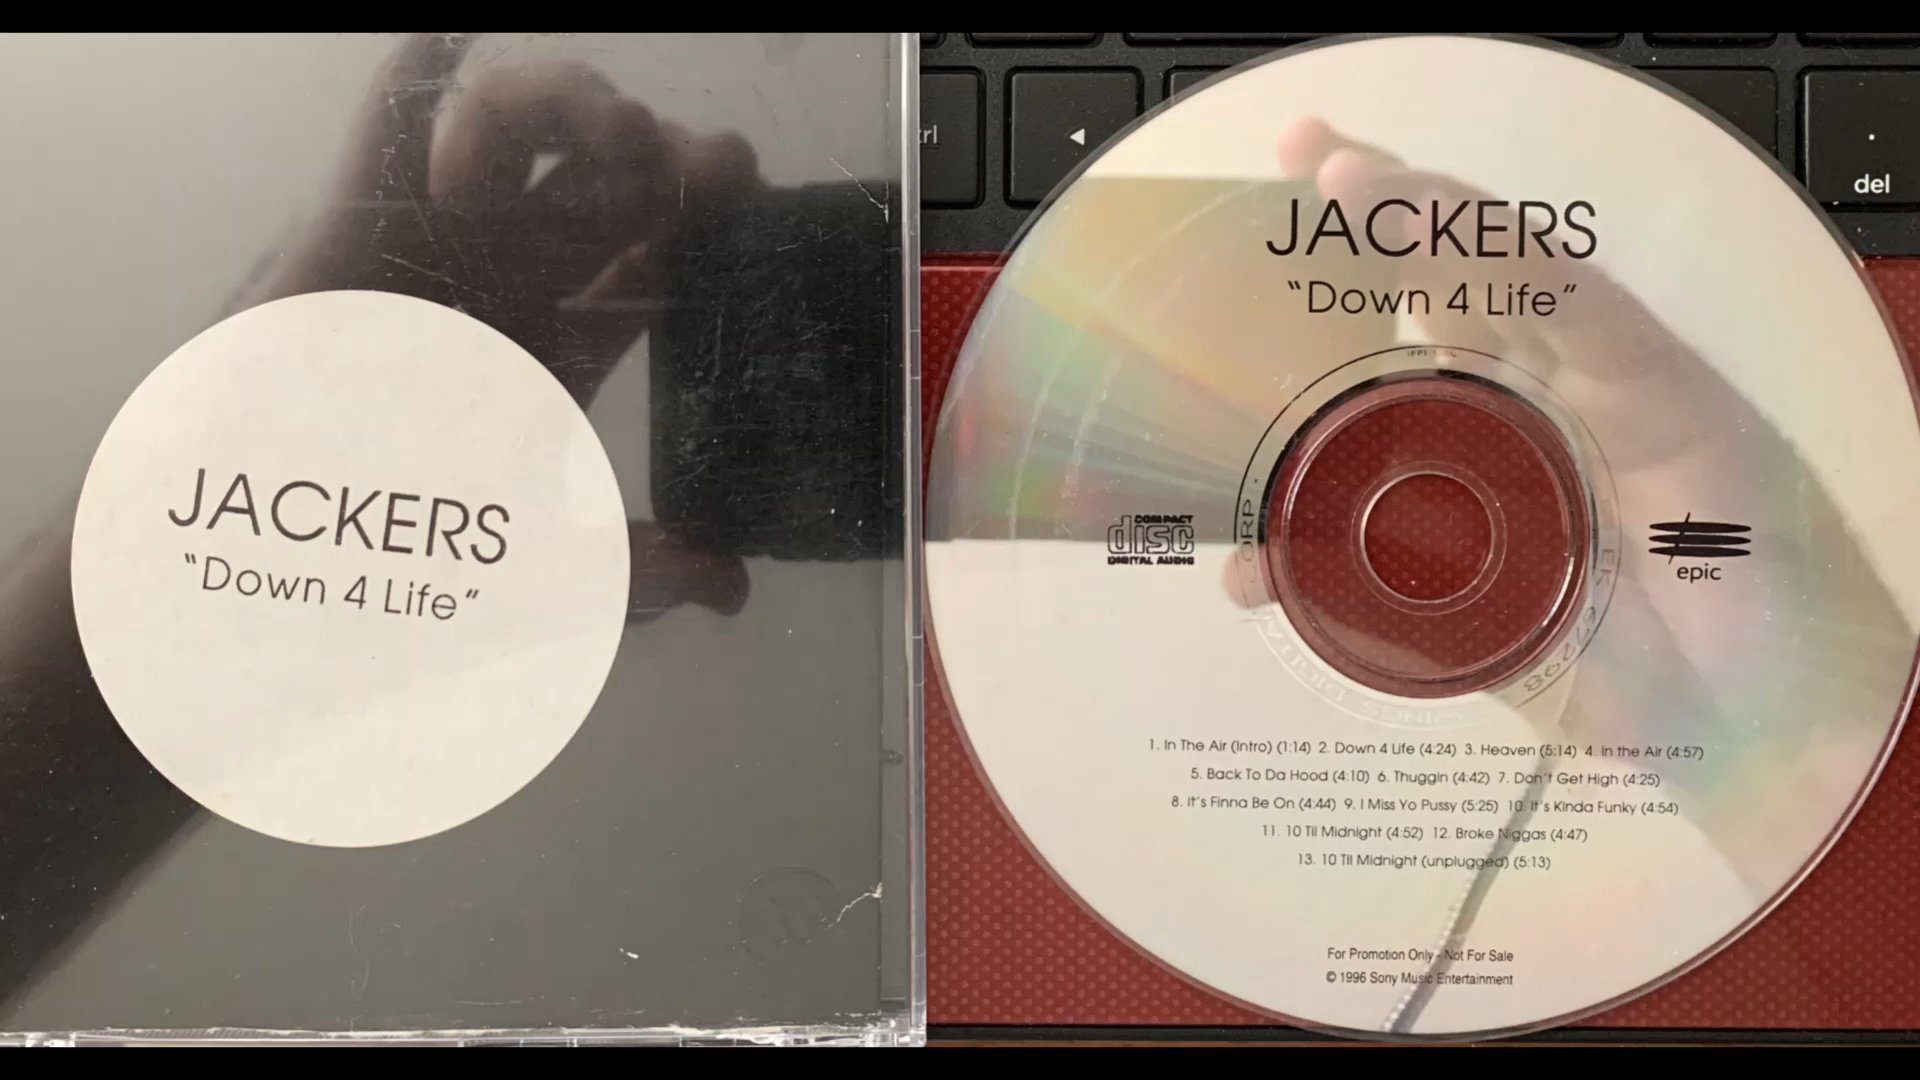 JACKERS
"Down 4 Life"
del
JACKERS
"Down 4 Life"
COMPACT
disc
DIGITAL AUDIO
epic
CORP.
EK 67298
1. In The Air (Intro) (1:14) 2. Down 4 Life (4:24) 3. Heaven (5:14) 4. In the Air (4:57)
5. Back To Da Hood (4:10) 6. Thuggin (4:42) 7. Don't Get High (4:25)
8. It's Finna Be On (4:44) 9. I Miss Yo Pussy (5:25) 10. It's Kinda Funky (4:54)
11. 10 Til Midnight (4:52) 12. Broke Niggas (4:47)
13. 10 Til Midnight (unplugged) (5:13)
For Promotion Only - Not For Sale
© 1996 Sony Music Entertainment